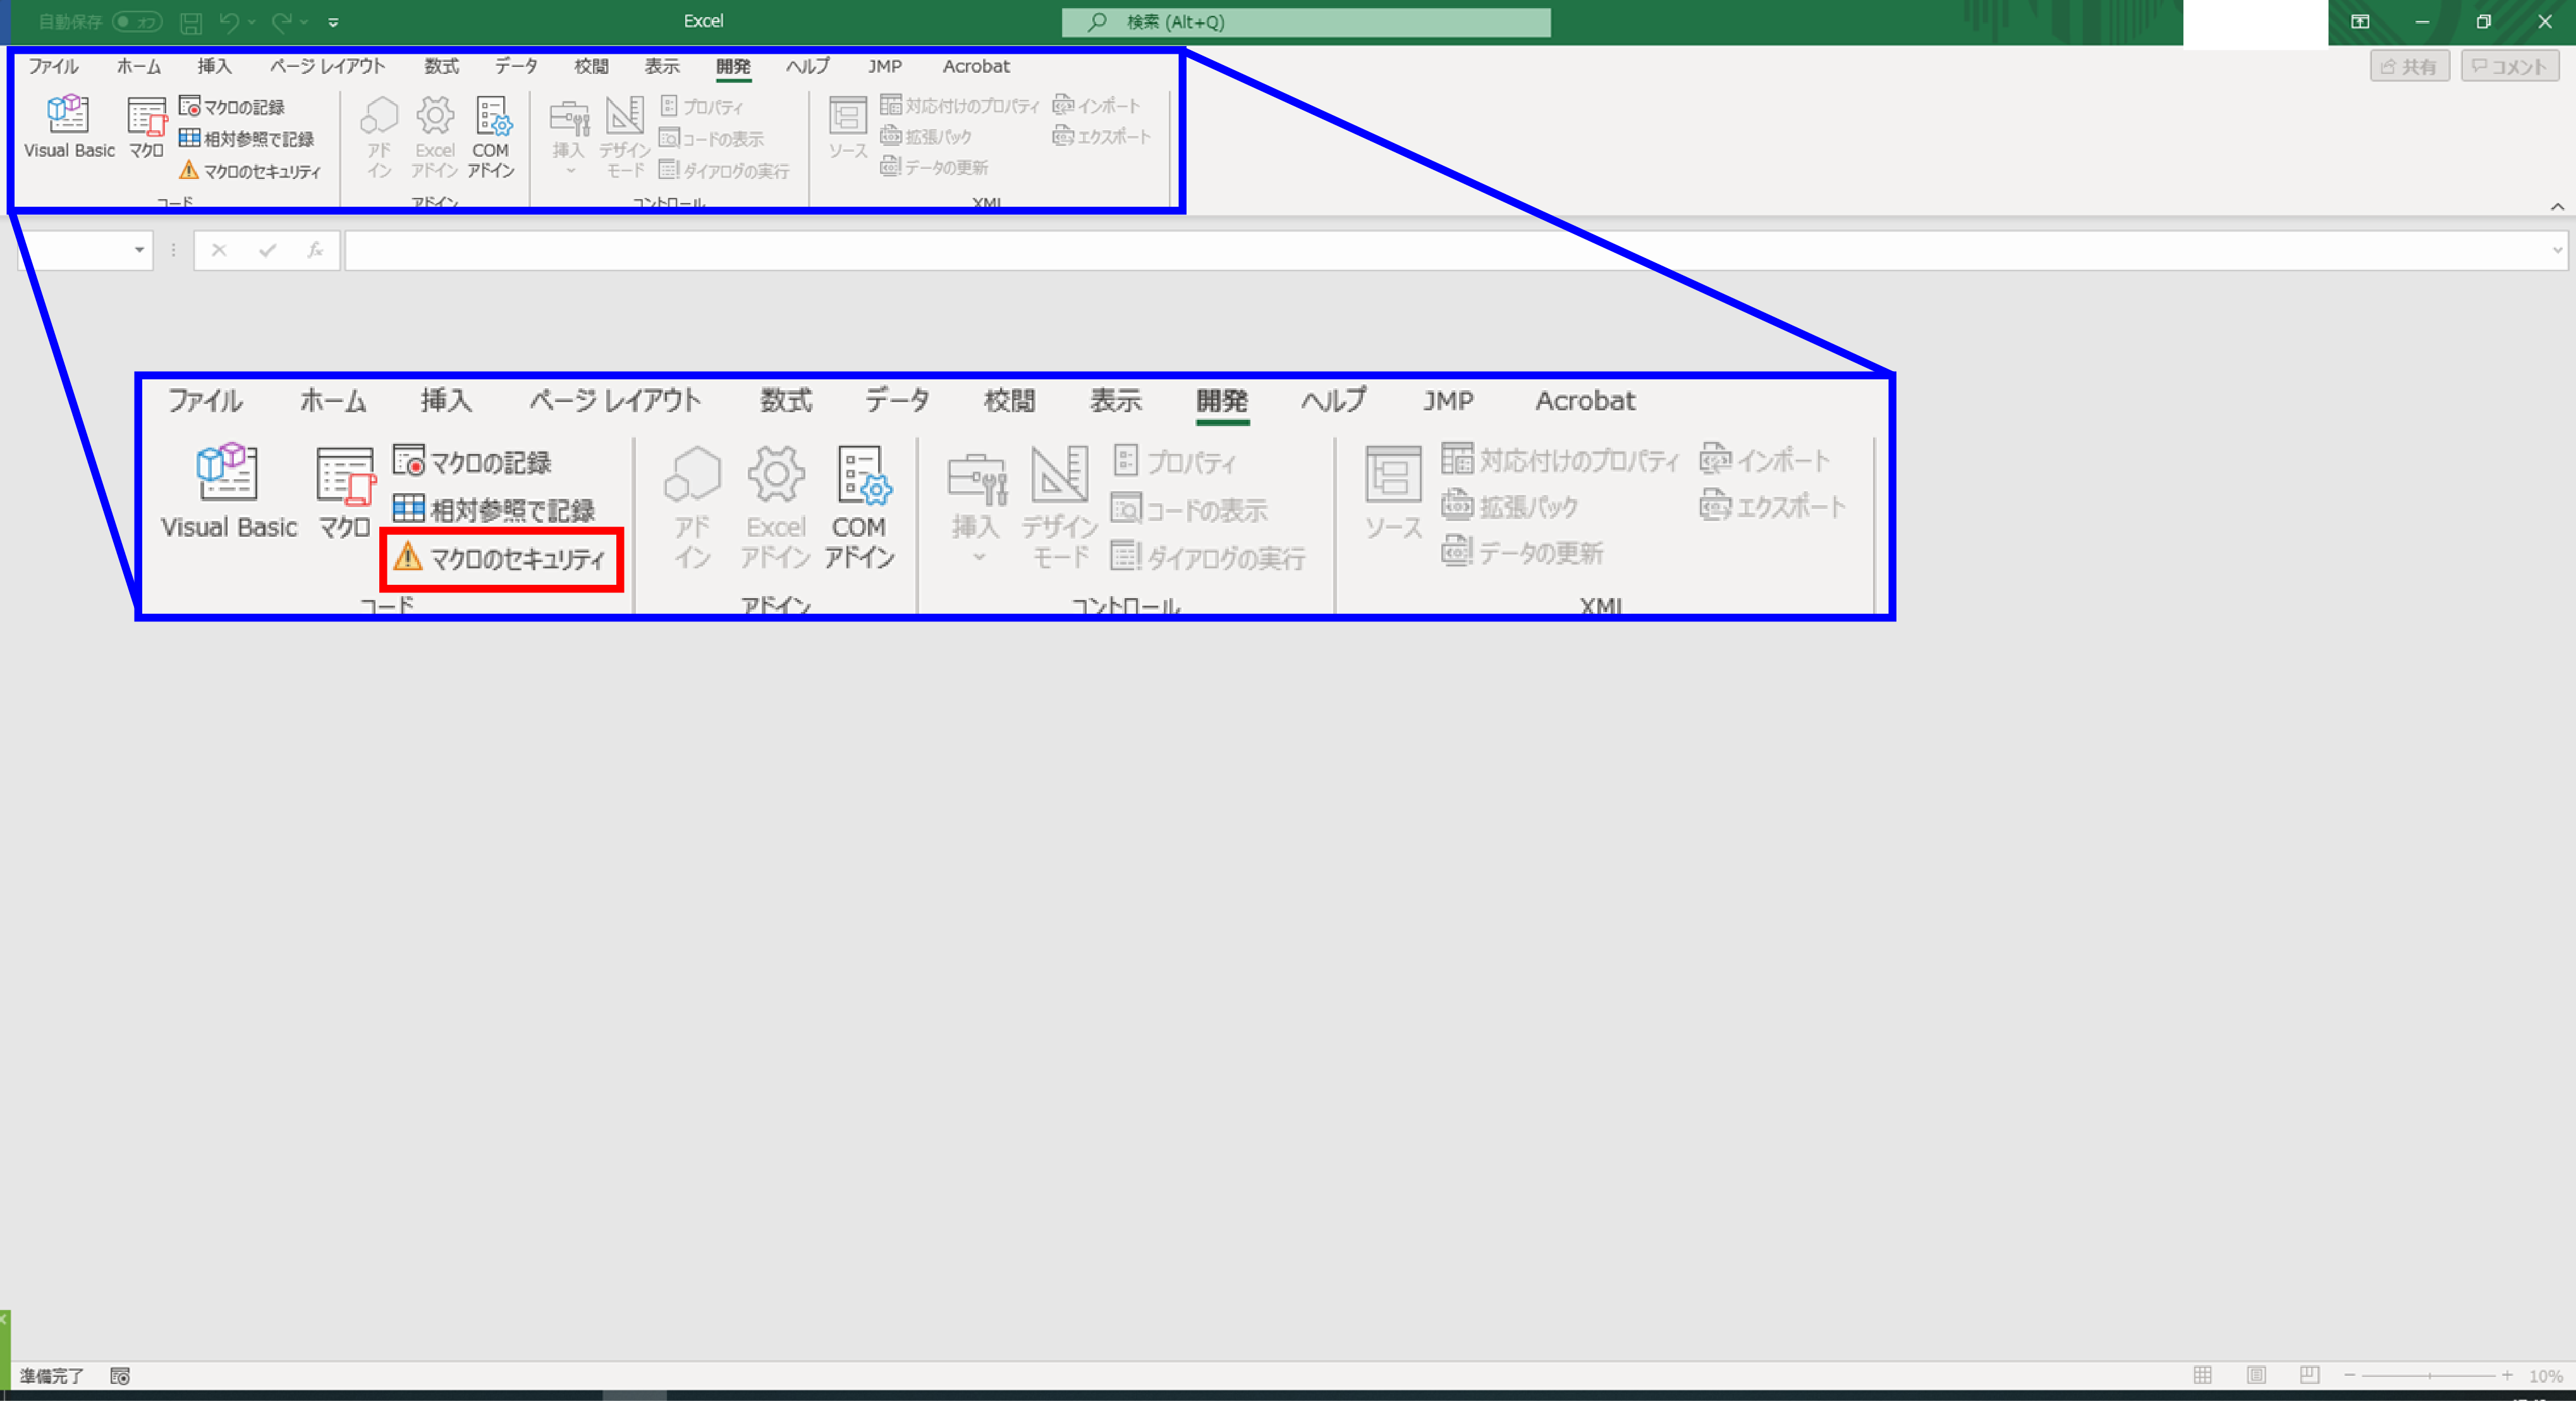 自動保存 オフ
Excel
検索 (Alt+Q)
ファイル ホーム 挿入 ページ レイアウト 数式 データ 校閲 表示 開発 ヘルプ JMP Acrobat
共有 コメント
Visual Basic
マクロ
マクロの記録
相対参照で記録
マクロのセキュリティ
コード
アド
イン
Excel
アドイン
COM
アドイン
アドイン
挿入
デザイン
モード
プロパティ
コードの表示
ダイアログの実行
コントロール
ソース
対応付けのプロパティ
拡張パック
データの更新
インポート
エクスポート
XML
fx
ファイル ホーム 挿入 ページ レイアウト 数式 データ 校閲 表示 開発 ヘルプ JMP Acrobat
Visual Basic
マクロ
マクロの記録
相対参照で記録
マクロのセキュリティ
コード
アド
イン
Excel
アドイン
COM
アドイン
アドイン
挿入
デザイン
モード
プロパティ
コードの表示
ダイアログの実行
コントロール
ソース
対応付けのプロパティ
拡張パック
データの更新
インポート
エクスポート
XML
準備完了
10%